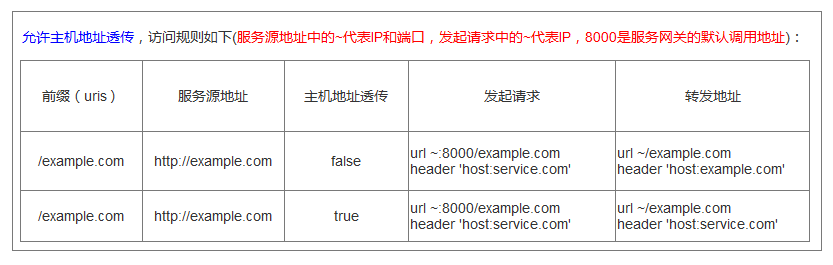 允许主机地址透传，访问规则如下(服务源地址中的~代表IP和端口，发起请求中的~代表IP，8000是服务网关的默认调用地址)：
前缀（uris） 服务源地址 主机地址透传 发起请求 转发地址
/example.com http://example.com false url ~:8000/example.com url ~/example.com
header 'host:service.com' header 'host:example.com'
/example.com http://example.com true url ~:8000/example.com url ~/example.com
header 'host:service.com' header 'host:service.com'